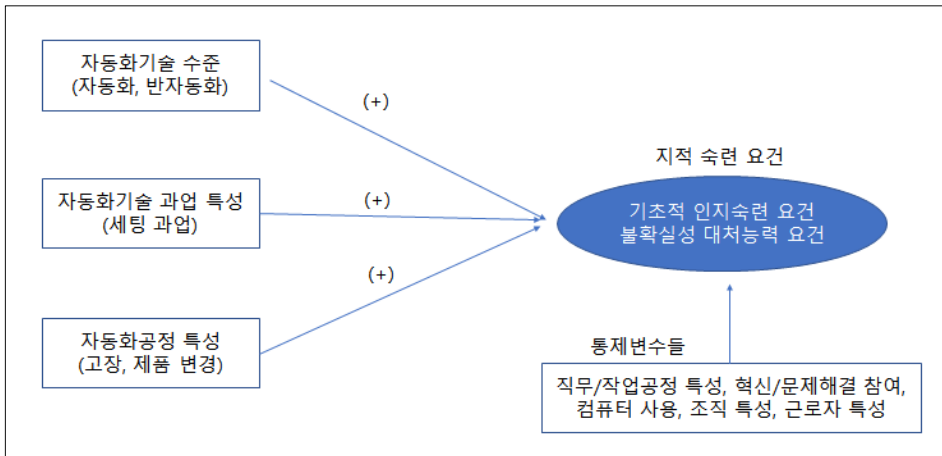 자동화기술 수준
(자동화, 반자동화)
(+)
지적 숙련 요건
자동화기술 과업 특성
(세팅 과업)
(+)
기초적 인지숙련 요건
불확실성 대처능력 요건
(+)
자동화공정 특성
(고장, 제품 변경)
통제변수들
직무/작업공정 특성, 혁신/문제해결 참여,
컴퓨터 사용, 조직 특성, 근로자 특성